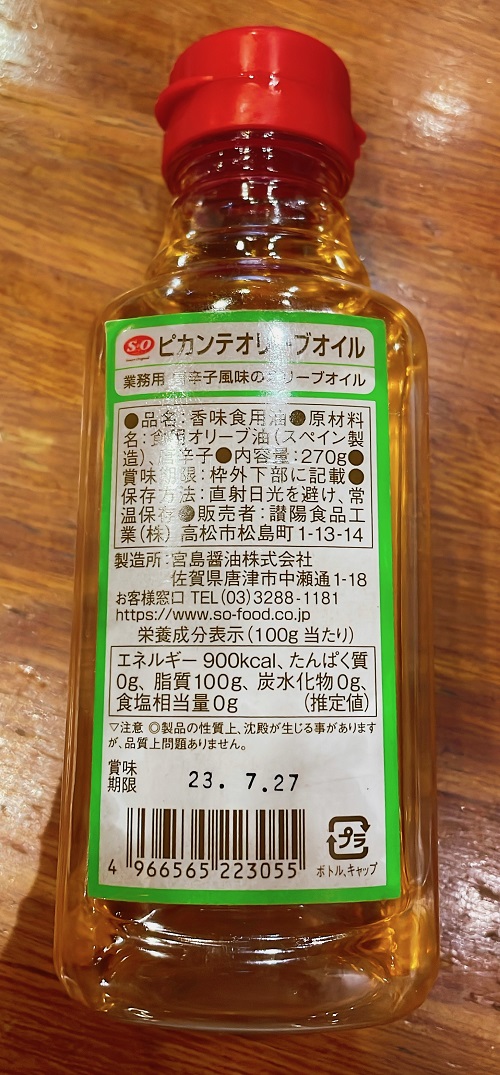 S=O ピカンテオリーブオイル
業務用 唐辛子風味のオリーブオイル
●品名:香味食用油●原材料
名:食用オリーブ油(スペイン製
造)、唐辛子●内容量:270g●
賞味期限:枠外下部に記載●
保存方法:直射日光を避け、常
温保存●販売者:讃陽食品工
業(株) 高松市松島町1-13-14
製造所:宮島醤油株式会社
佐賀県唐津市中瀬通1-18
お客様窓口 TEL(03)3288-1181
https://www.so-food.co.jp
栄養成分表示(100g当たり)
エネルギー 900kcal、たんぱく質
0g、脂質100g、炭水化物0g、
食塩相当量0g (推定値)
▽注意 ◎製品の性質上、沈殿が生じる事があります
が、品質上問題ありません。
賞味
期限 23. 7.27
4 966565 223055
プラ
ボトル、キャップ